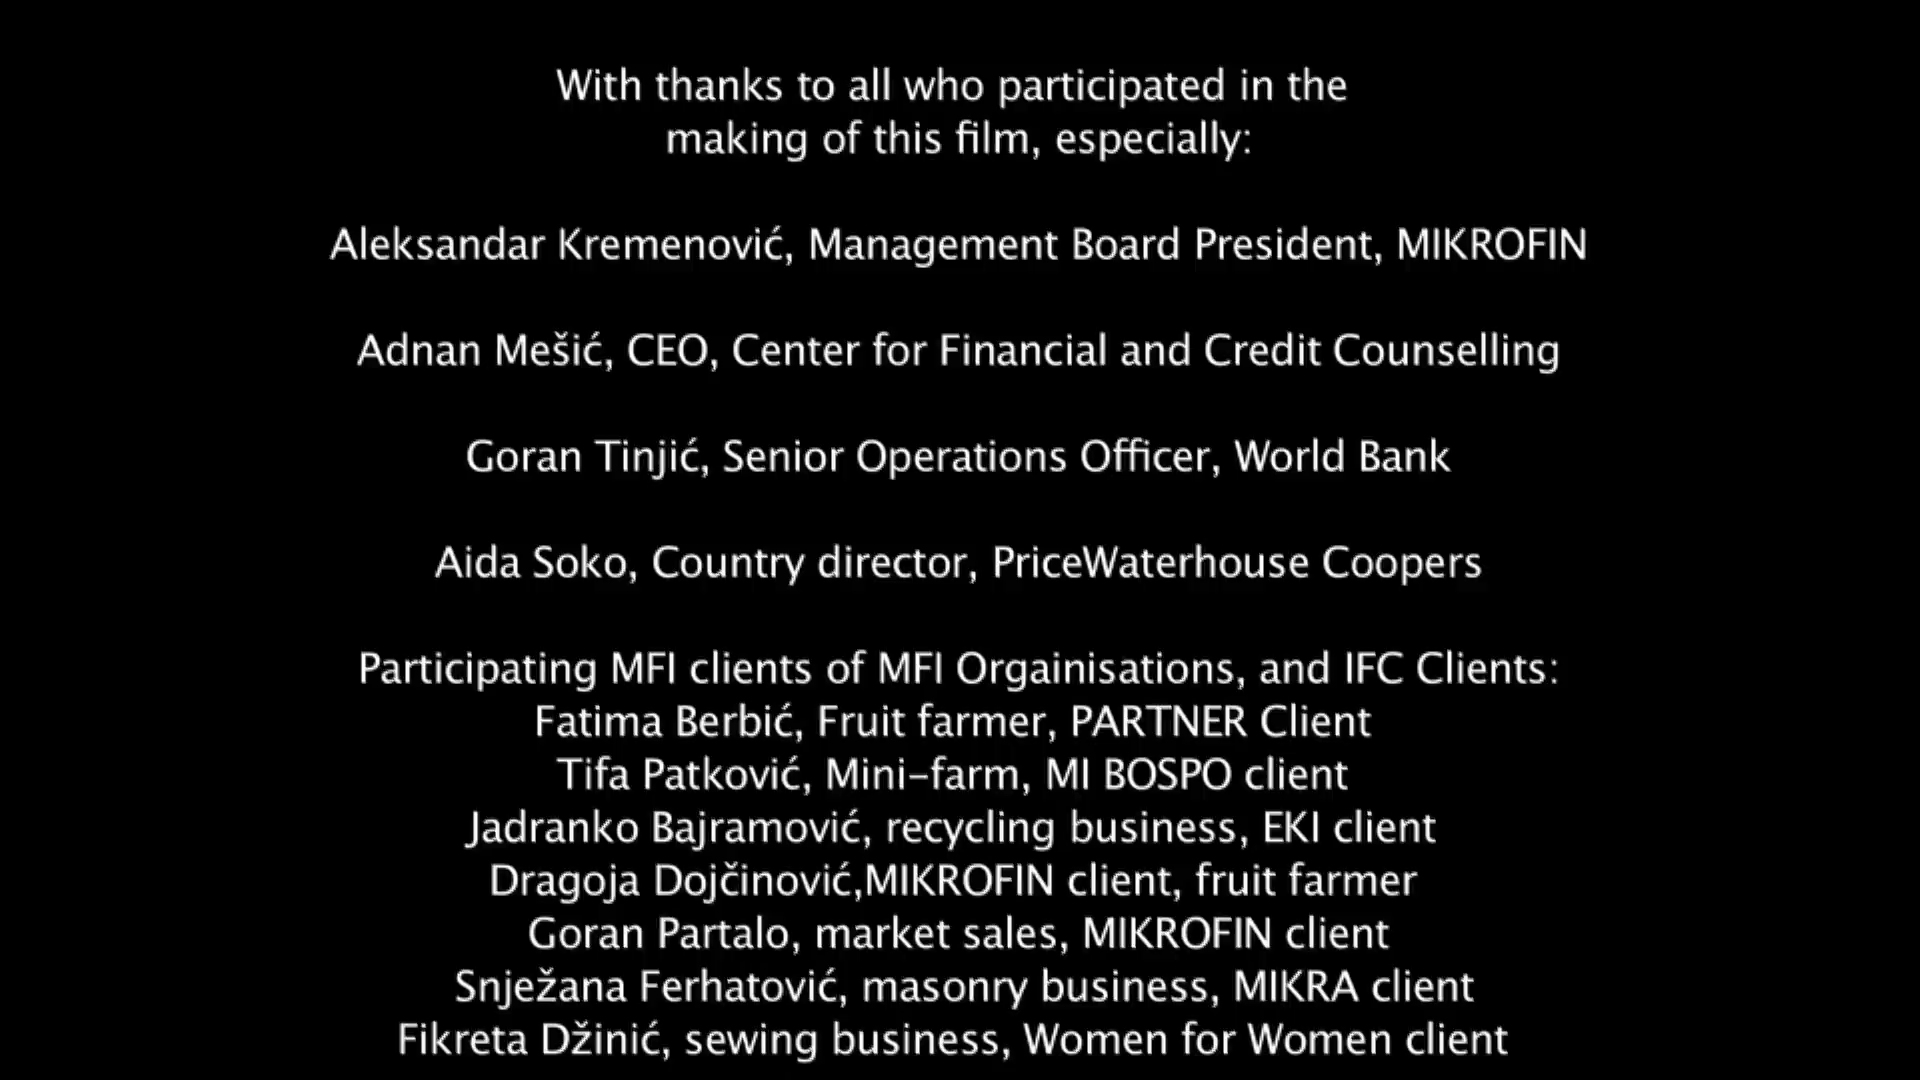 With thanks to all who participated in the
making of this film, especially:
Aleksandar Kremenović, Management Board President, MIKROFIN
Adnan Mešić, CEO, Center for Financial and Credit Counselling
Goran Tinjić, Senior Operations Officer, World Bank
Aida Soko, Country director, PriceWaterhouse Coopers
Participating MFI clients of MFI Orgainisations, and IFC Clients:
Fatima Berbić, Fruit farmer, PARTNER Client
Tifa Patković, Mini-farm, MI BOSPO client
Jadranko Bajramović, recycling business, EKI client
Dragoja Dojčinović,MIKROFIN client, fruit farmer
Goran Partalo, market sales, MIKROFIN client
Snježana Ferhatović, masonry business, MIKRA client
Fikreta Džinić, sewing business, Women for Women client